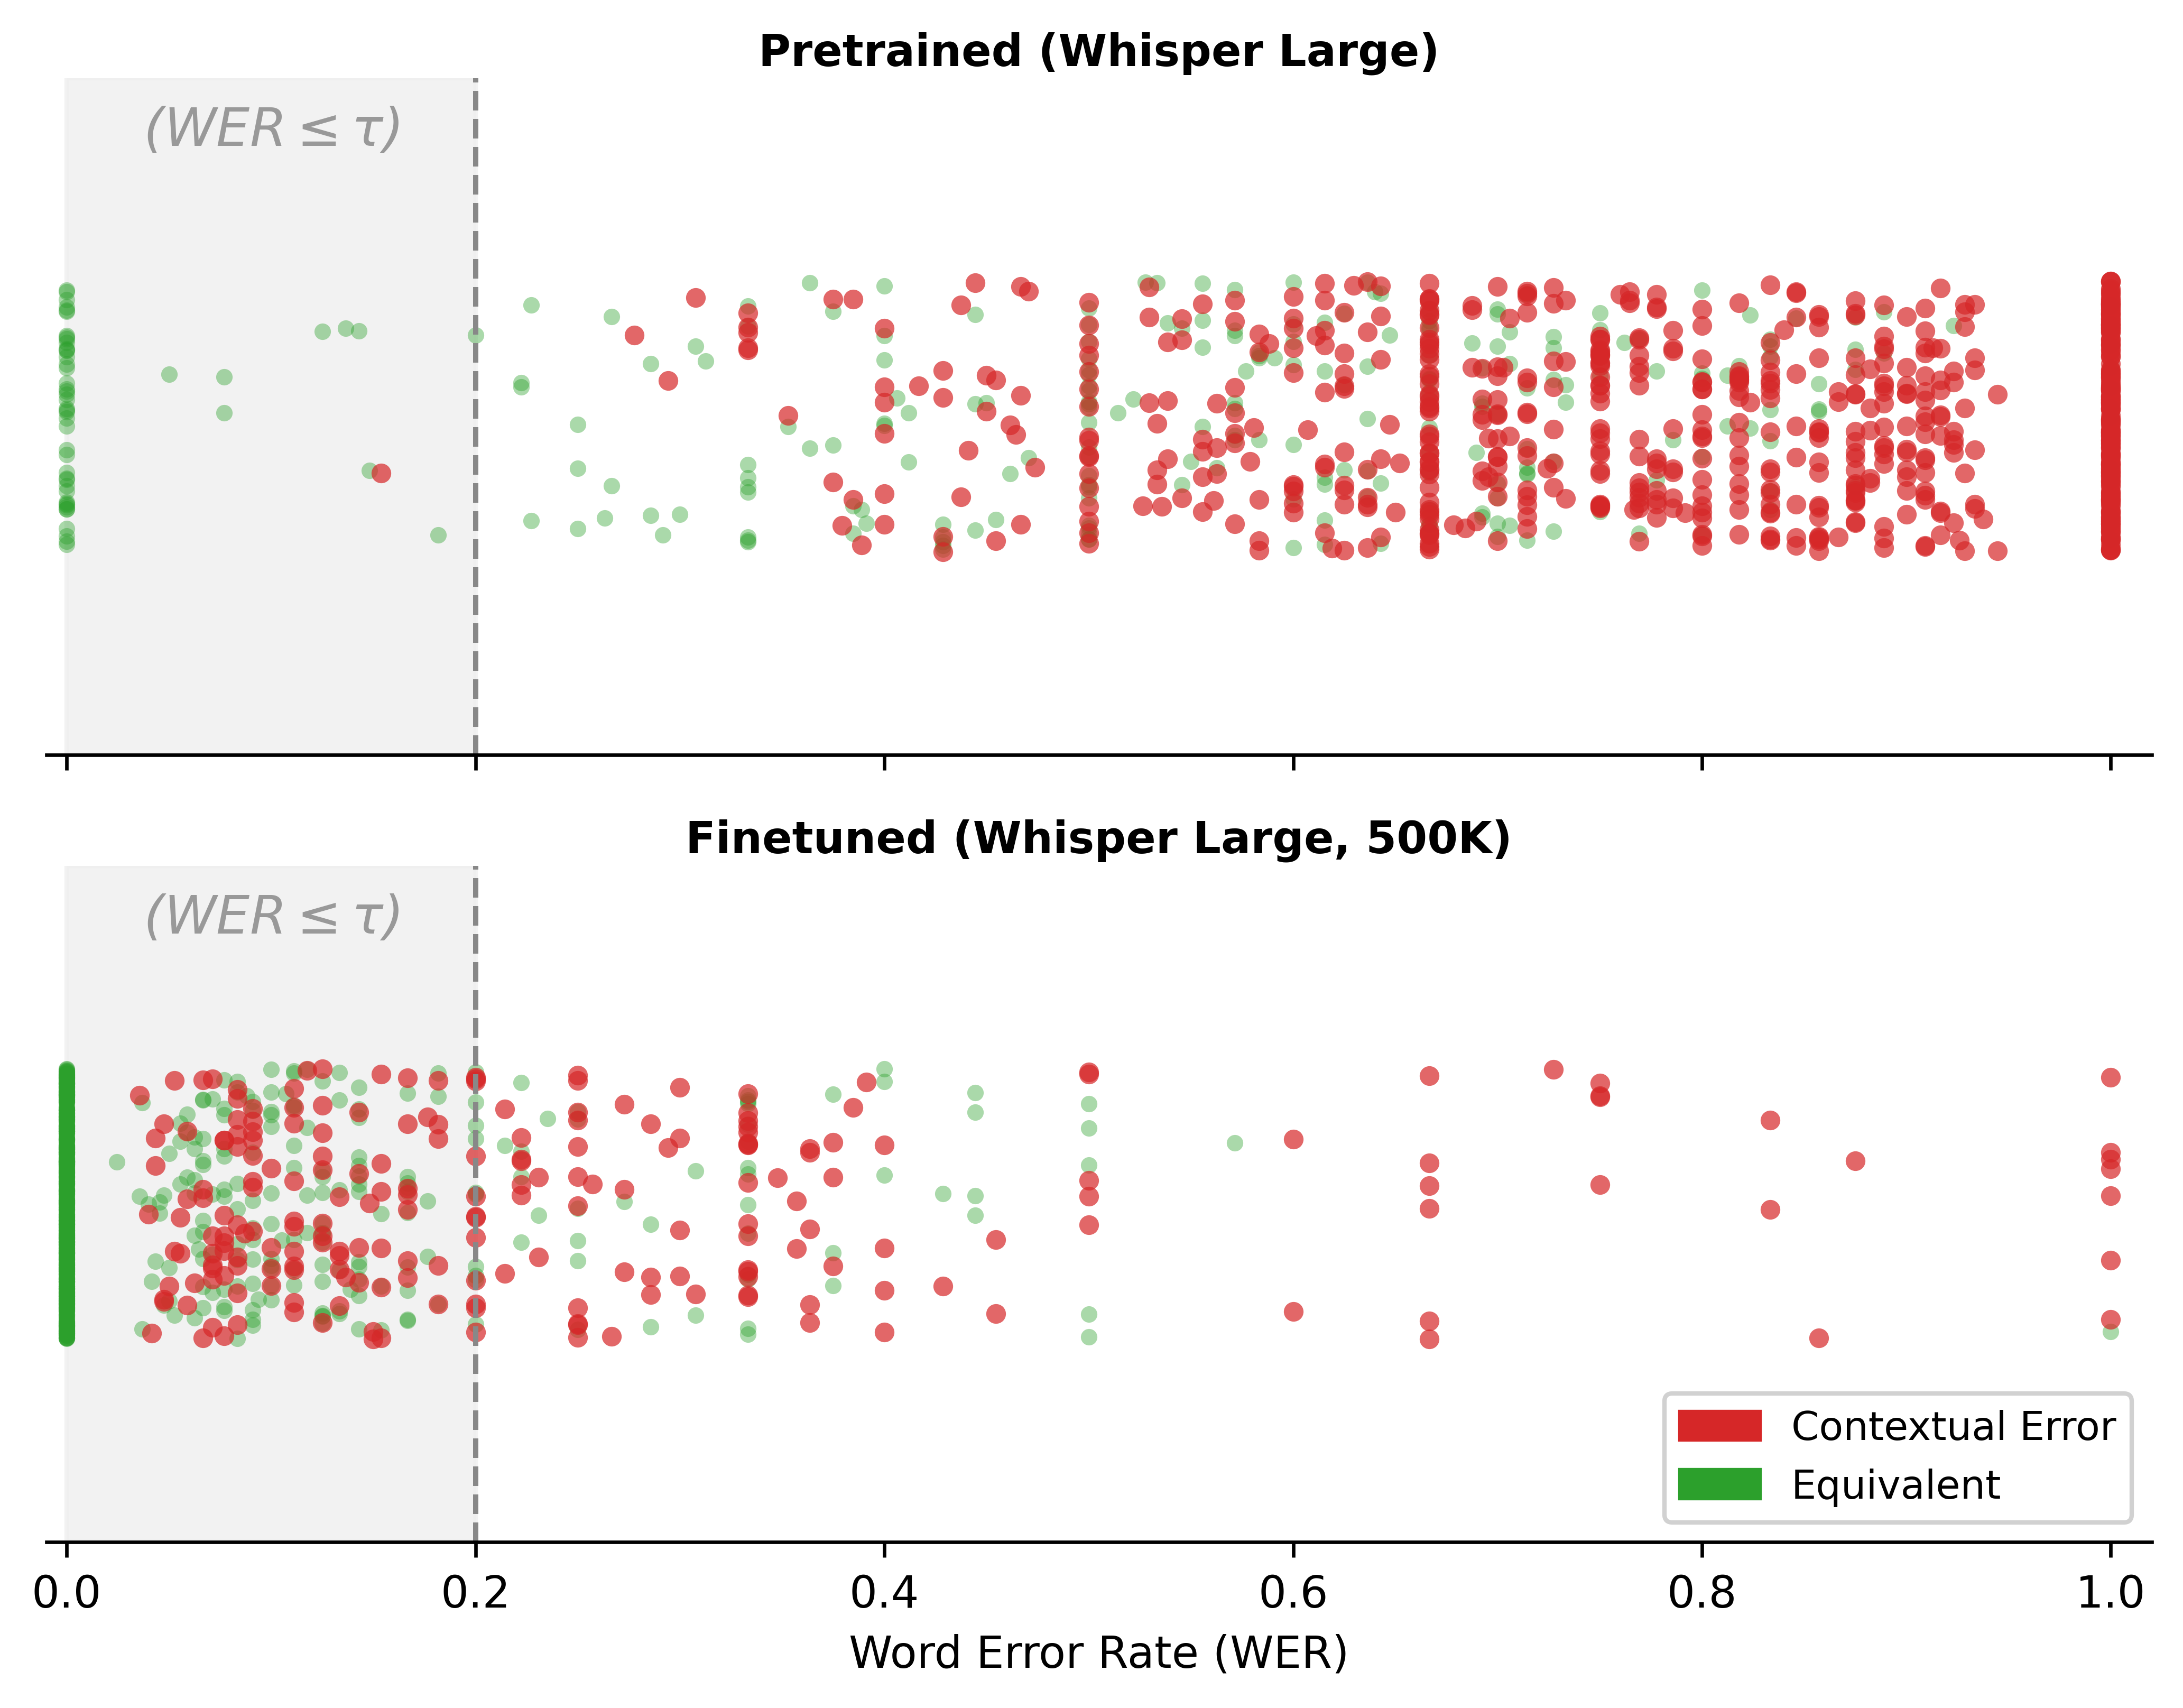 Pretrained (Whisper Large)
(WER ≤ τ)
Finetuned (Whisper Large, 500K)
(WER ≤ τ)
Contextual Error
Equivalent
0.0 0.2 0.4 0.6 0.8 1.0
Word Error Rate (WER)